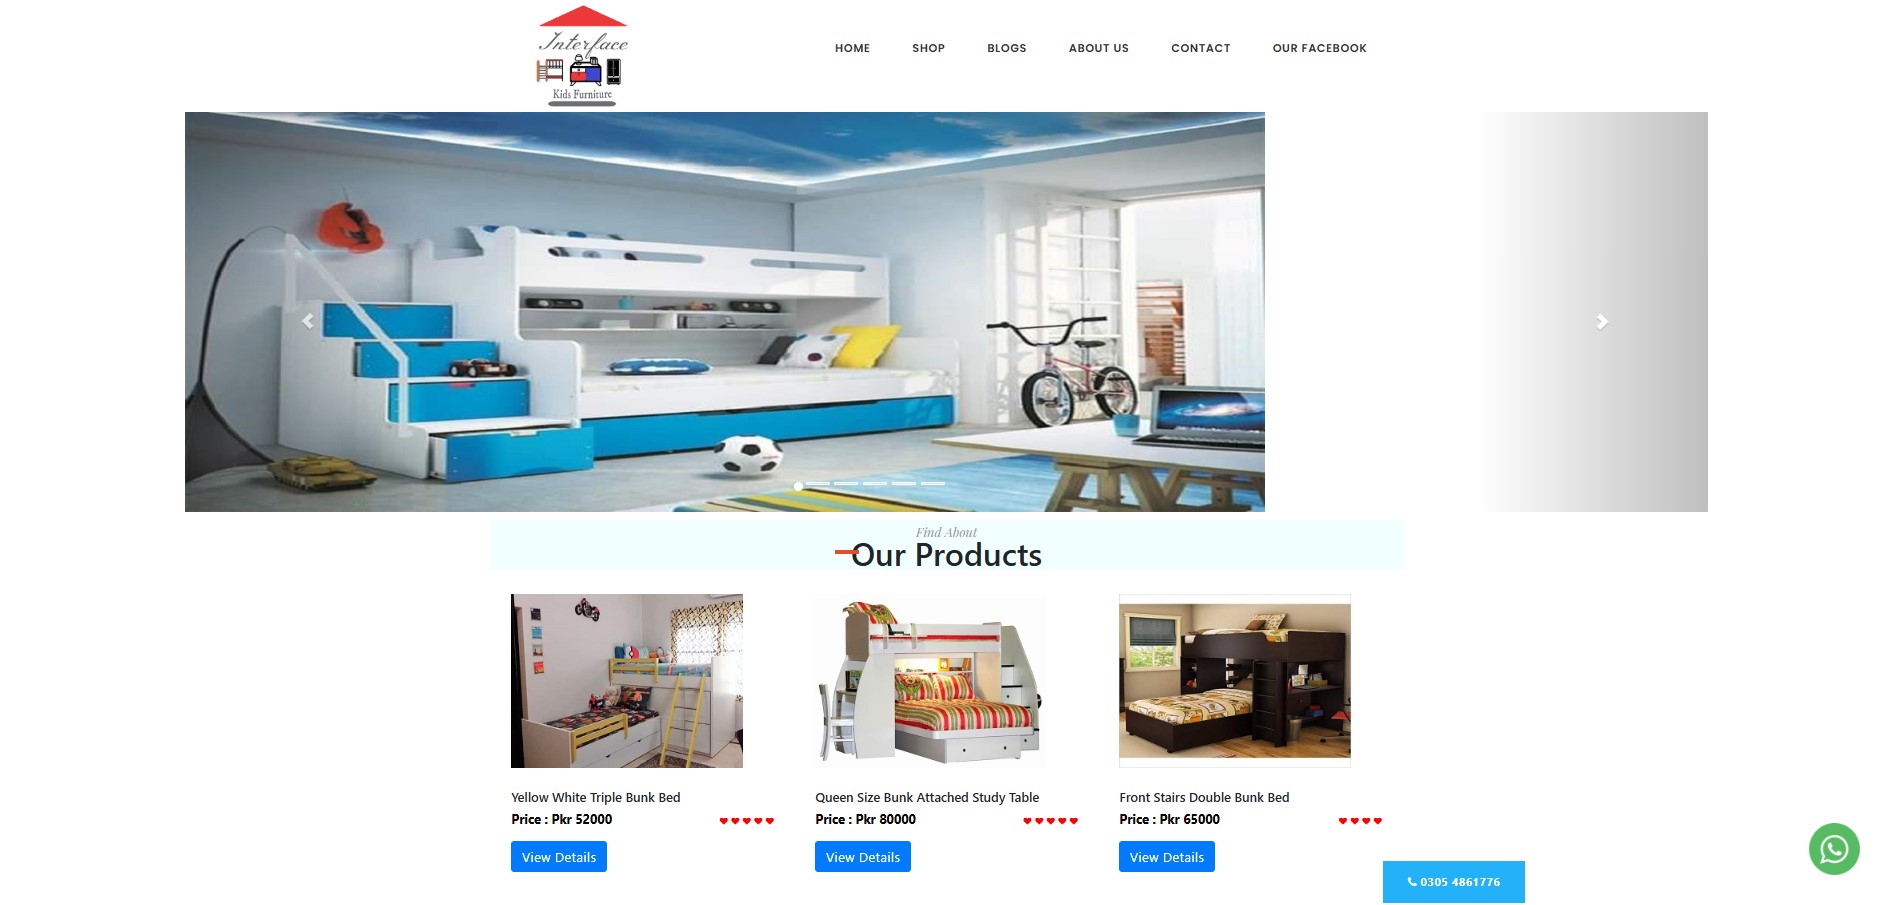 Interface
Kids Furniture
HOME
SHOP
BLOGS
ABOUT US
CONTACT
OUR FACEBOOK
Find About
Our Products
Yellow White Triple Bunk Bed
Price : Pkr 52000
View Details
Queen Size Bunk Attached Study Table
Price : Pkr 80000
View Details
Front Stairs Double Bunk Bed
Price : Pkr 65000
View Details
0305 4861776